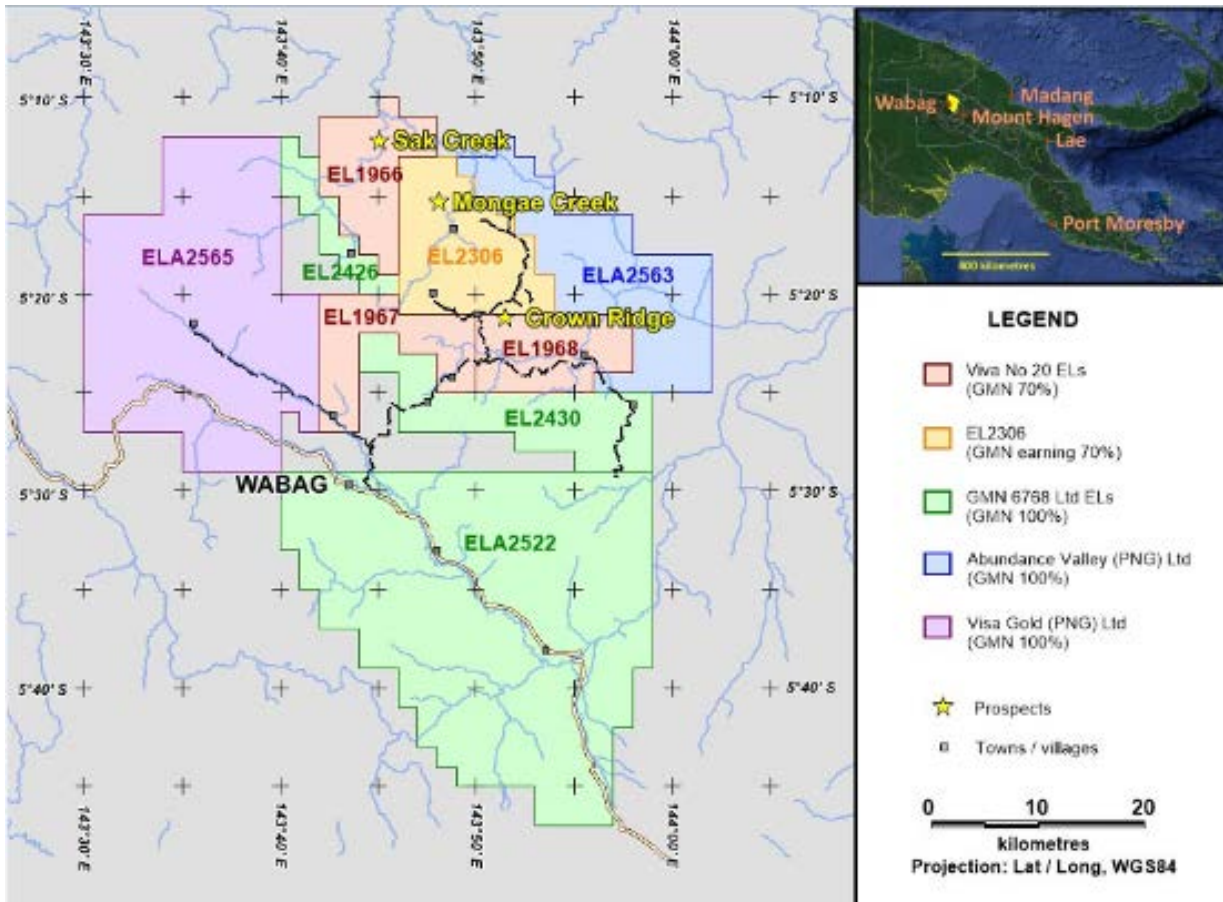 143°30' E
143°40' E
143°50' E
144°00' E
5°10' S
5°10' S
Sak Creek
EL1966
Mongae Creek
ELA2565
EL2426
EL2306
ELA2563
5°20' S
5°20' S
EL1967
Crown Ridge
EL1968
EL2430
WABAG
5°30' S
5°30' S
ELA2522
5°40' S
5°40' S
143°30' E
143°40' E
143°50' E
144°00' E
Wabag
Madang
Mount Hagen
Lae
Port Moresby
800 kilometres
LEGEND
Viva No 20 ELs
(GMN 70%)
EL2306
(GMN earning 70%)
GMN 6768 Ltd ELs
(GMN 100%)
Abundance Valley (PNG) Ltd
(GMN 100%)
Visa Gold (PNG) Ltd
(GMN 100%)
Prospects
Towns / villages
0 10 20
kilometres
Projection: Lat / Long, WGS84